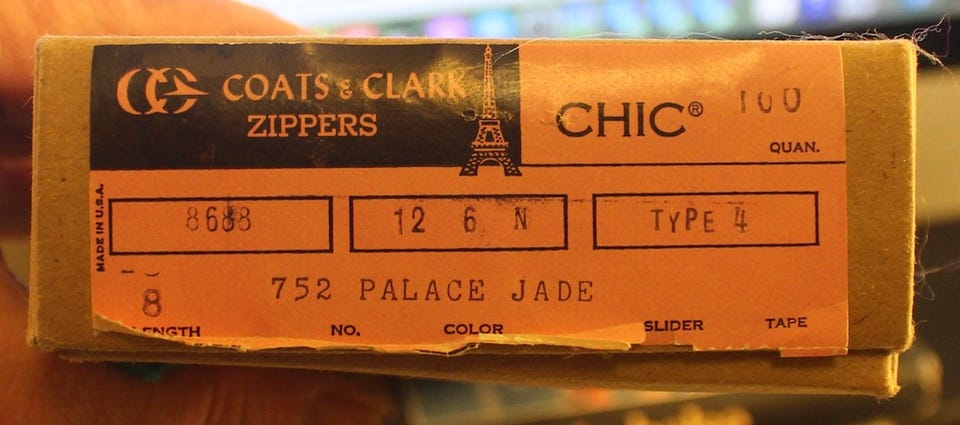 COATS & CLARK
ZIPPERS
CHIC® 100
QUAN.
MADE IN U.S.A.
8688 12 6 N TYPE 4
8 752 PALACE JADE
LENGTH NO. COLOR SLIDER TAPE